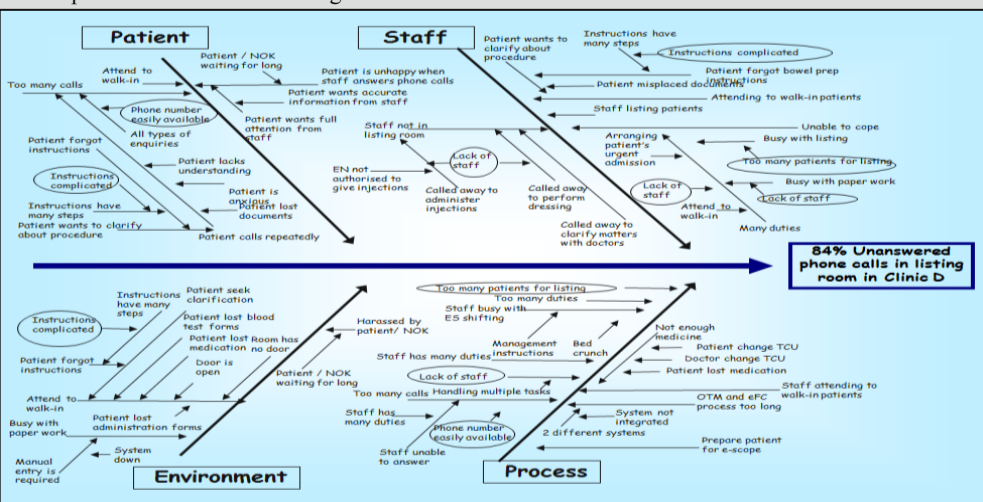 Patient
Staff
Patient / NOK
waiting for long
Attend to
walk-in
Too many calls
Patient is unhappy when
staff answers phone calls
Patient wants accurate
information from staff
Phone number
easily available
Patient wants full
attention from
staff
All types of
enquiries
Patient forgot
instructions
Patient lacks
understanding
Instructions
complicated
Patient is
anxious
Patient lost
documents
Instructions have
many steps
Patient wants to clarify
about procedure
Patient calls repeatedly
Patient wants to
clarify about
procedure
Instructions have
many steps
Instructions complicated
Patient forgot bowel prep
instructions
Patient misplaced documents
Attending to walk-in patients
Staff listing patients
Staff not in
listing room
Unable to cope
Arranging
patient's
urgent
admission
Busy with listing
Lack of
staff
Too many patients for listing
EN not
authorised to
give injections
Busy with paper work
Lack of
staff
Lack of staff
Called away to
administer
injections
Called away
to perform
dressing
Attend to
walk-in
Called away to
clarify matters
with doctors
Many duties
84% Unanswered
phone calls in listing
room in Clinic D
Instructions
have many
steps
Patient seek
clarification
Instructions
complicated
Patient lost blood
test forms
Patient lost
medication
Room has
no door
Harassed by
patient/ NOK
Patient forgot
instructions
Door is
open
Patient / NOK
waiting for long
Attend to
walk-in
Patient lost
administration forms
Busy with
paper work
System
down
Manual
entry is
required
Environment
Too many patients for listing
Too many duties
Staff busy with
ES shifting
Management
instructions
Bed
crunch
Not enough
medicine
Patient change TCU
Doctor change TCU
Patient lost medication
Staff has many duties
Lack of staff
Too many calls
Handling multiple tasks
Staff attending to
walk-in patients
OTM and eFC
process too long
Staff has
many duties
System not
integrated
Phone number
easily available
2 different systems
Staff unable
to answer
Prepare patient
for e-scope
Process